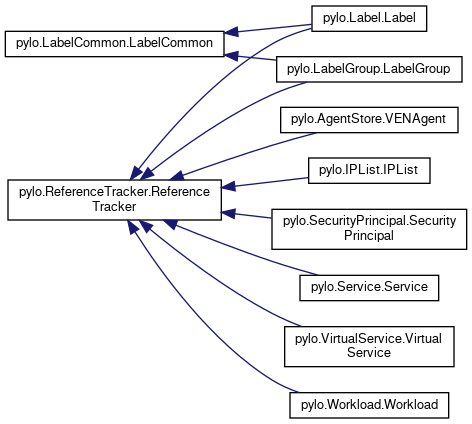 pylo.Label.Label
pylo.LabelCommon.LabelCommon
pylo.LabelGroup.LabelGroup
pylo.AgentStore.VENAgent
pylo.IPList.IPList
pylo.ReferenceTracker.Reference
Tracker
pylo.SecurityPrincipal.Security
Principal
pylo.Service.Service
pylo.VirtualService.Virtual
Service
pylo.Workload.Workload